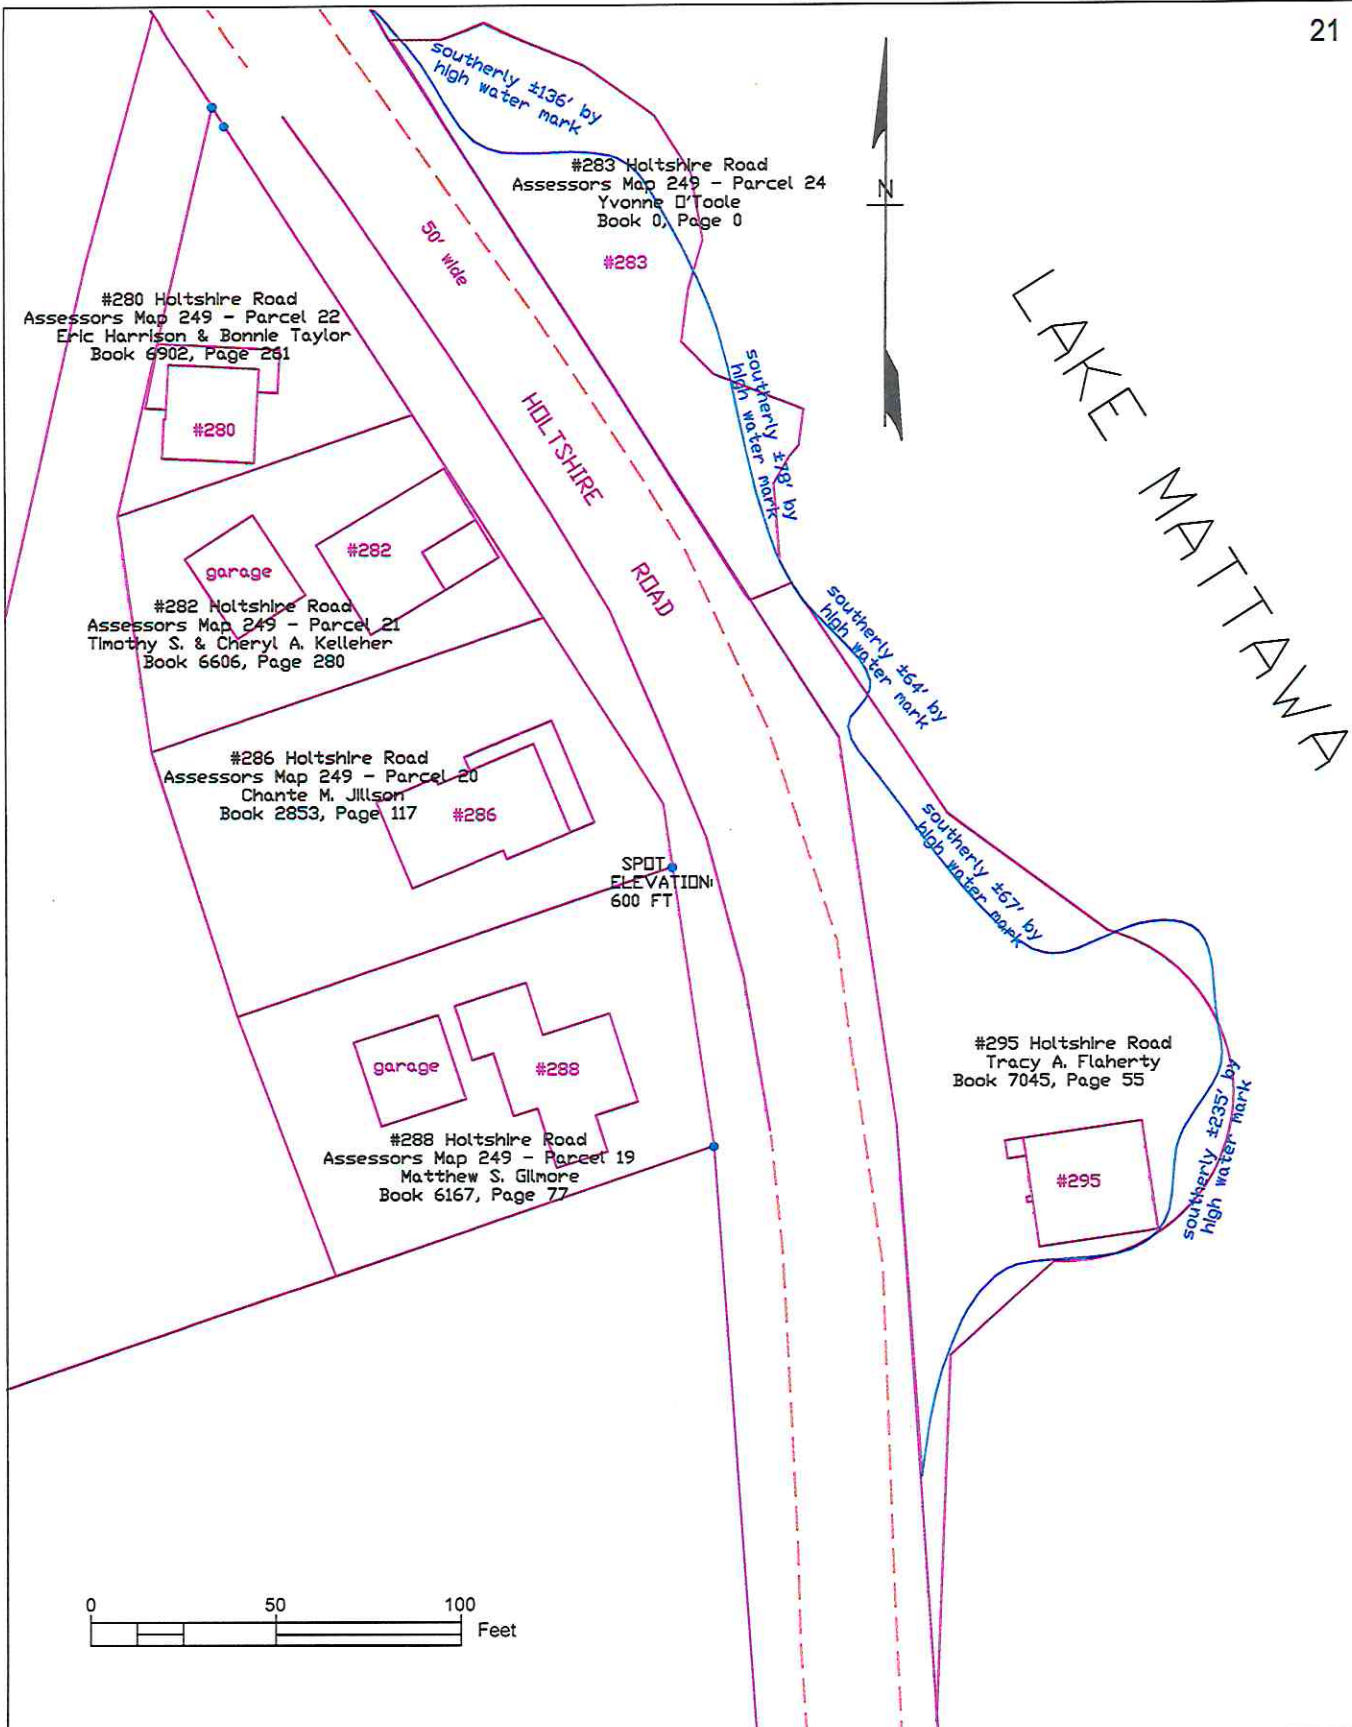 21
southerly ±136' by
high water mark
#283 Holtshire Road
Assessors Map 249 - Parcel 24
Yvonne O'Toole
Book 0, Page 0
#283
N
50' wide
LAKE MATTAWA
#280 Holtshire Road
Assessors Map 249 - Parcel 22
Eric Harrison & Bonnie Taylor
Book 6902, Page 261
#280
southerly ±78' by
high water mark
HOLTSHIRE
ROAD
#282
garage
#282 Holtshire Road
Assessors Map 249 - Parcel 21
Timothy S. & Cheryl A. Kelleher
Book 6606, Page 280
southerly ±64' by
high water mark
#286 Holtshire Road
Assessors Map 249 - Parcel 20
Chante M. Jillson
Book 2853, Page 117
#286
southerly ±67' by
high water mark
SPOT
ELEVATION:
600 FT
#295 Holtshire Road
Tracy A. Flaherty
Book 7045, Page 55
garage
#288
southerly ±235' by
high water mark
#288 Holtshire Road
Assessors Map 249 - Parcel 19
Matthew S. Gilmore
Book 6167, Page 77
#295
0 50 100
Feet